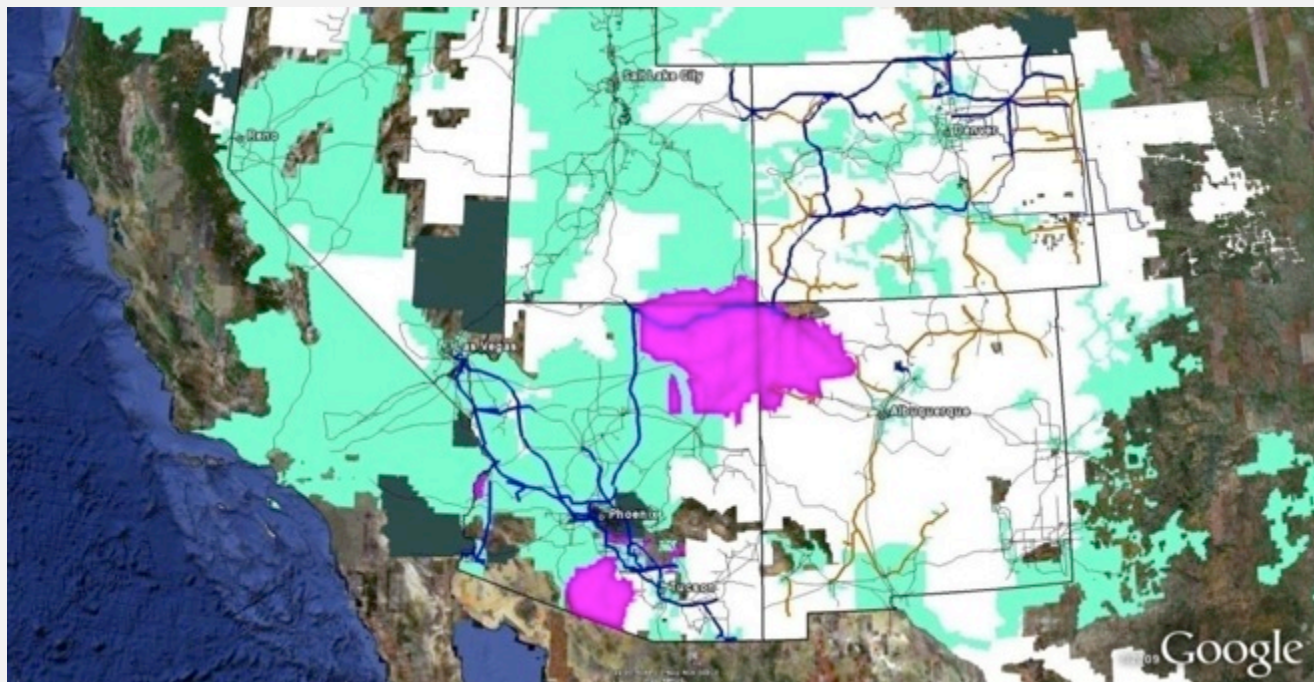 Salt Lake City
Reno
Denver
Las Vegas
Albuquerque
Phoenix
Tucson
Google